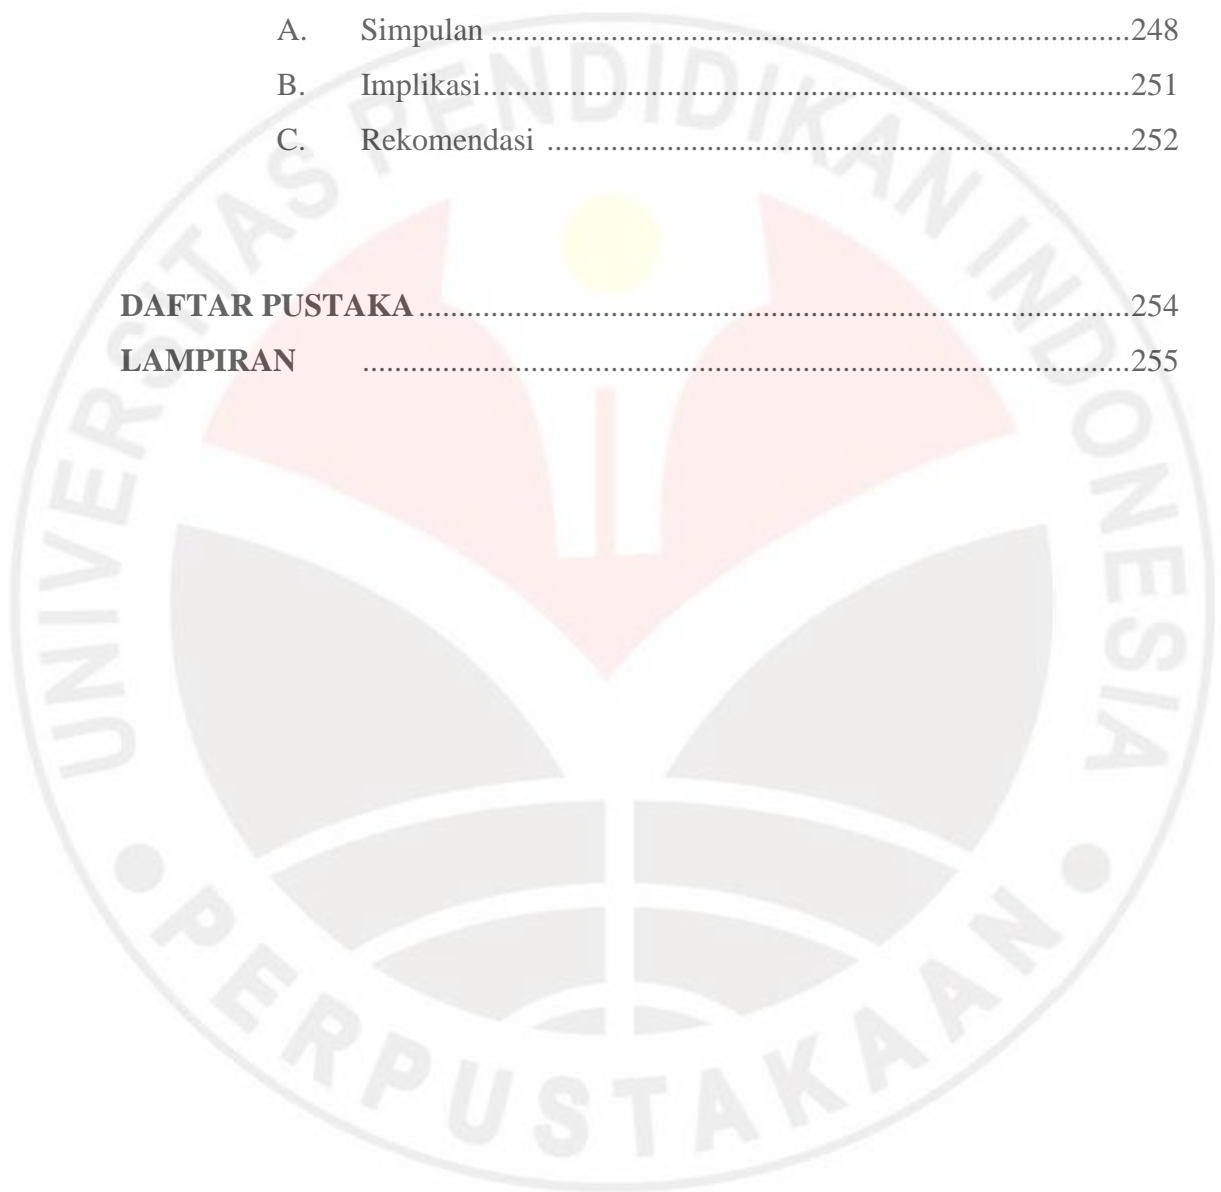 A. Simpulan ................................................................................248
B. Implikasi.................................................................................251
C. Rekomendasi .........................................................................252
DAFTAR PUSTAKA.........................................................................................254
LAMPIRAN ................................................................................................255
UNIVERSITAS PENDIDIKAN INDONESIA
PERPUSTAKAAN